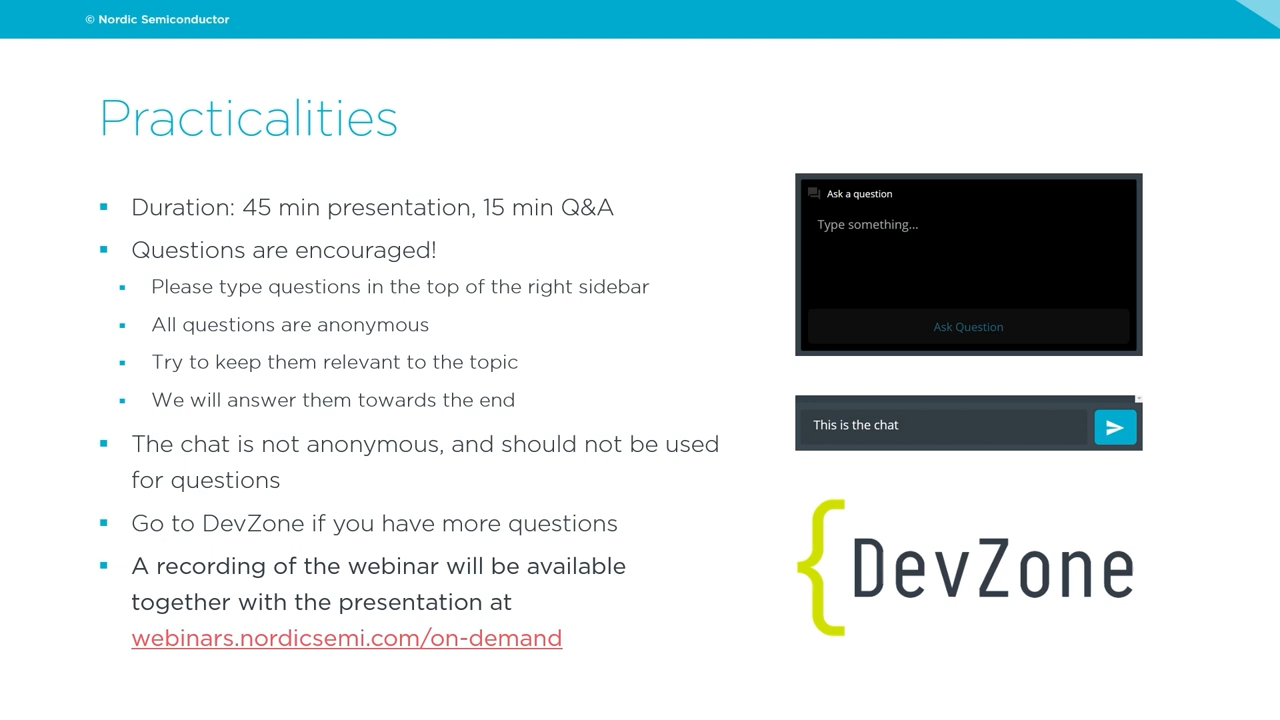 © Nordic Semiconductor
Practicalities
Duration: 45 min presentation, 15 min Q&A
Questions are encouraged!
Please type questions in the top of the right sidebar
All questions are anonymous
Try to keep them relevant to the topic
We will answer them towards the end
The chat is not anonymous, and should not be used
for questions
Go to DevZone if you have more questions
A recording of the webinar will be available
together with the presentation at
webinars.nordicsemi.com/on-demand
Ask a question
Type something...
Ask Question
This is the chat
{DevZone